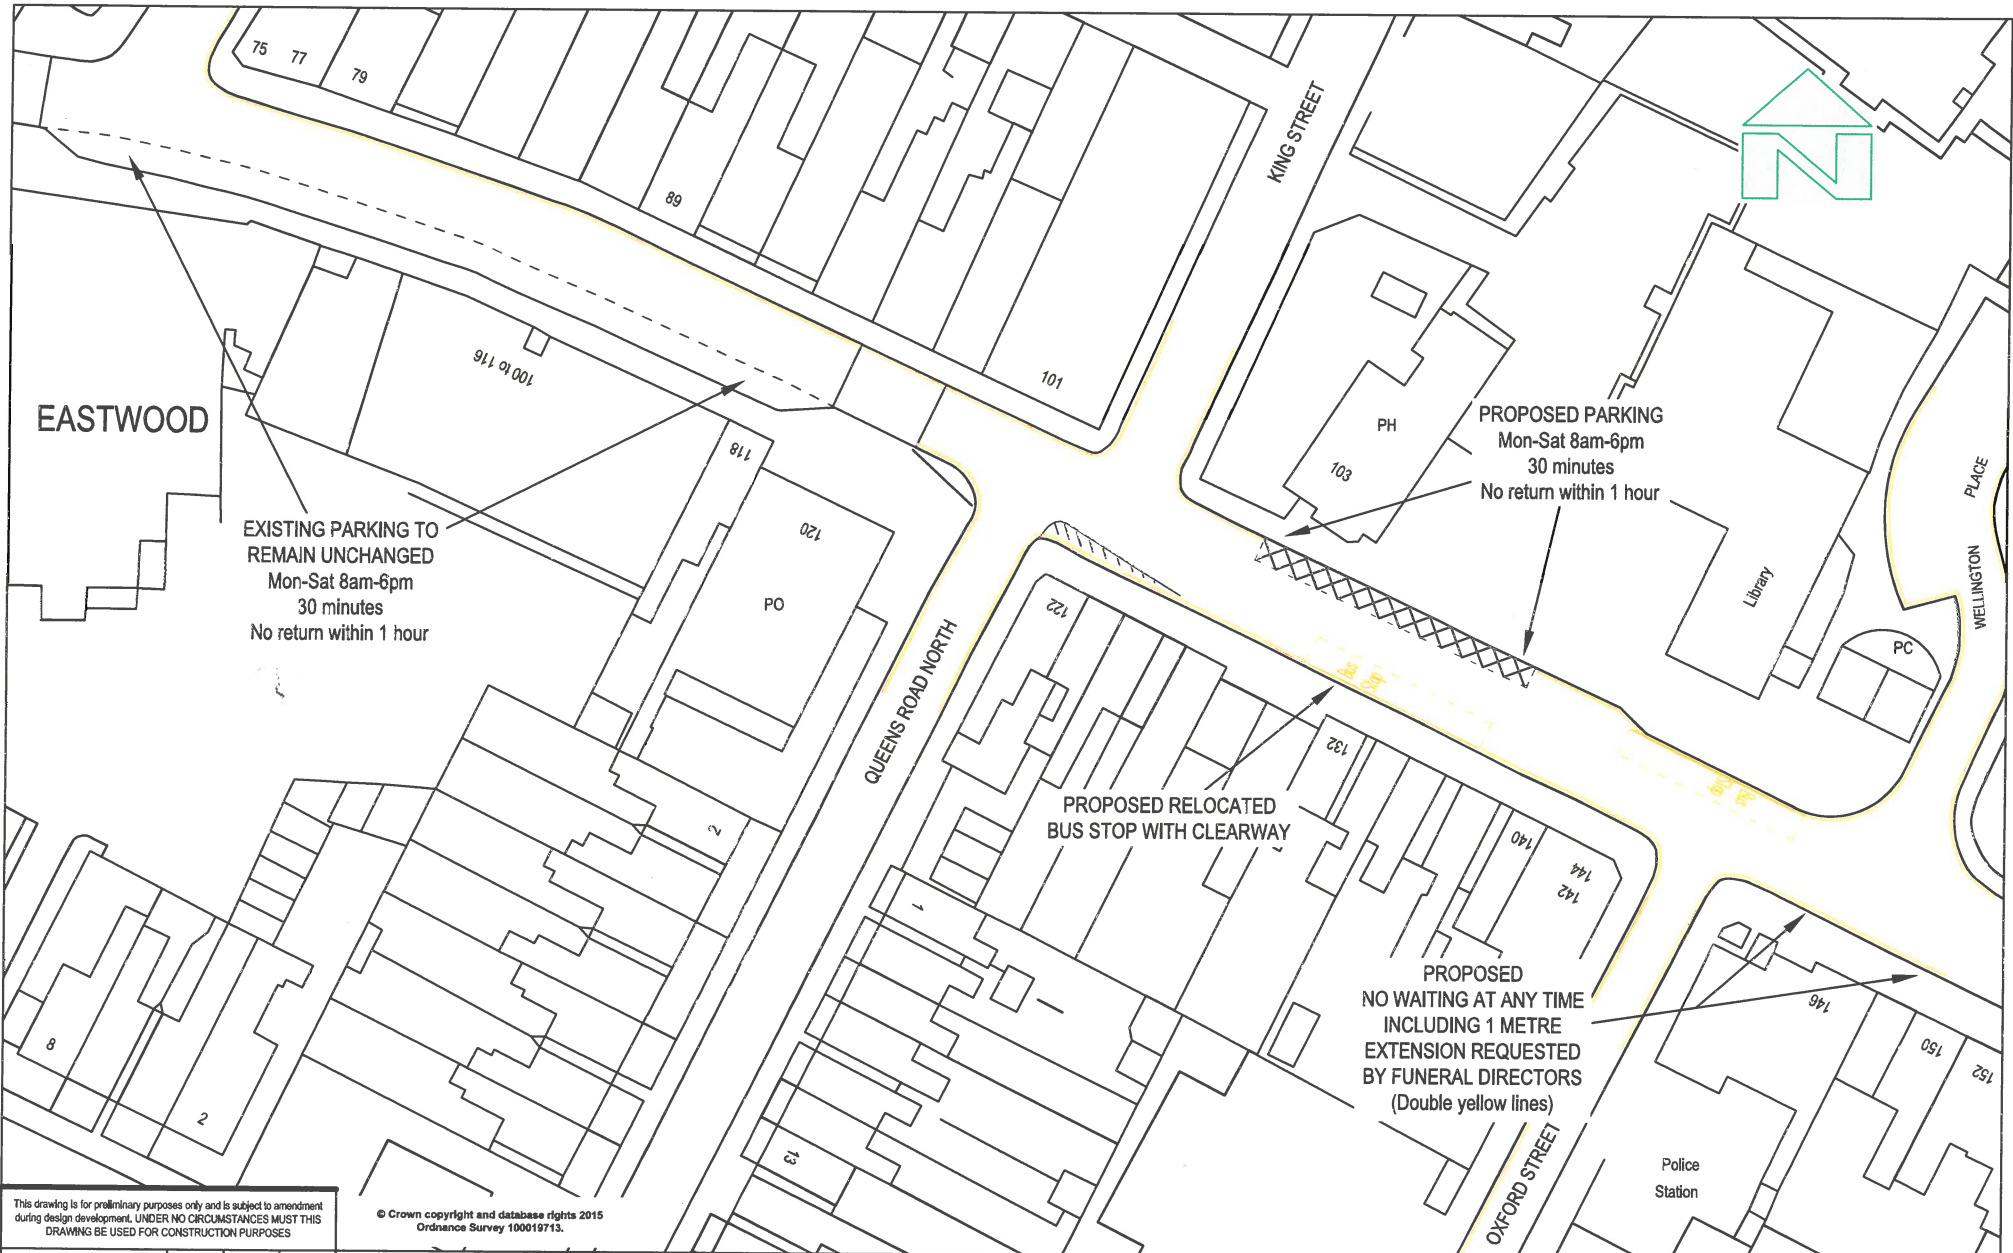 75
77
79
89
KING STREET
N
101
100 to 116
EASTWOOD
118
PH
103
PROPOSED PARKING
Mon-Sat 8am-6pm
30 minutes
No return within 1 hour
WELLINGTON PLACE
EXISTING PARKING TO
REMAIN UNCHANGED
Mon-Sat 8am-6pm
30 minutes
No return within 1 hour
120
PO
122
Library
PC
QUEENS ROAD NORTH
Bus
Stop
132
PROPOSED RELOCATED
BUS STOP WITH CLEARWAY
2
140
144
142
1
PROPOSED
NO WAITING AT ANY TIME
INCLUDING 1 METRE
EXTENSION REQUESTED
BY FUNERAL DIRECTORS
(Double yellow lines)
146
150
152
8
2
13
OXFORD STREET
Police
Station
This drawing is for preliminary purposes only and is subject to amendment
during design development. UNDER NO CIRCUMSTANCES MUST THIS
DRAWING BE USED FOR CONSTRUCTION PURPOSES
© Crown copyright and database rights 2015
Ordnance Survey 100019713.